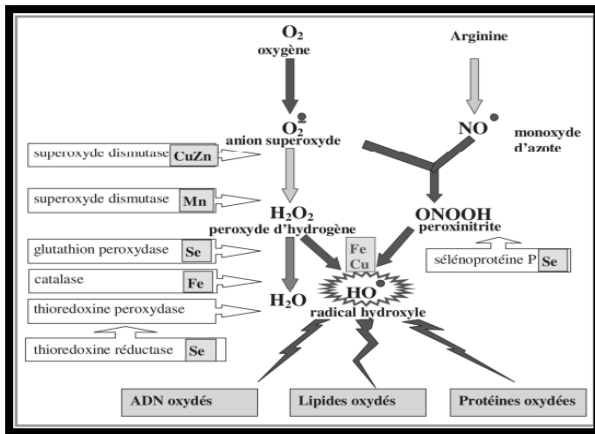 O₂
oxygène
Arginine
O₂•-
anion superoxyde
NO•
monoxyde
d'azote
superoxyde dismutase CuZn
superoxyde dismutase Mn
H₂O₂
peroxyde d'hydrogène
ONOOH
peroxinitrite
glutathion peroxydase Se
Fe
Cu
sélénoprotéine P Se
catalase Fe
H₂O
HO•
radical hydroxyle
thioredoxine peroxydase
thioredoxine réductase Se
ADN oxydés
Lipides oxydés
Protéines oxydées